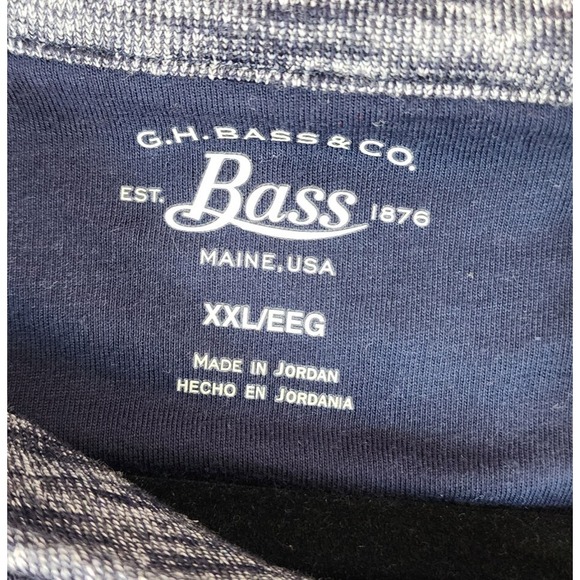 G.H.BASS & CO.
EST. Bass 1876
MAINE, USA
XXL/EEG
MADE IN JORDAN
HECHO EN JORDANIA